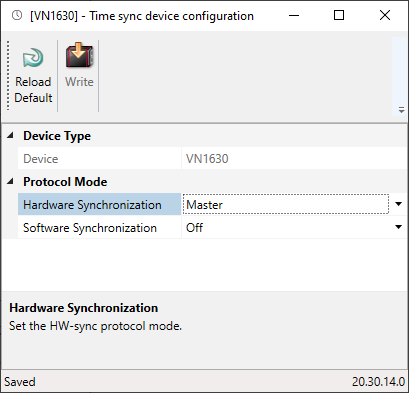 [VN1630] - Time sync device configuration
Reload
Default
Write
Device Type
Device VN1630
Protocol Mode
Hardware Synchronization Master
Software Synchronization Off
Hardware Synchronization
Set the HW-sync protocol mode.
Saved 20.30.14.0